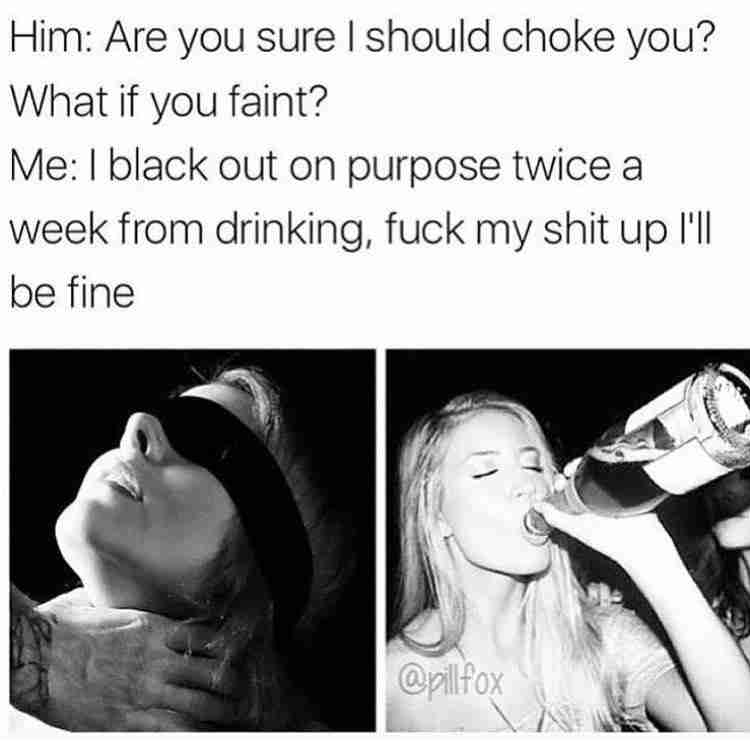 Him: Are you sure I should choke you?
What if you faint?
Me: I black out on purpose twice a
week from drinking, fuck my shit up I'll
be fine
@pillfox